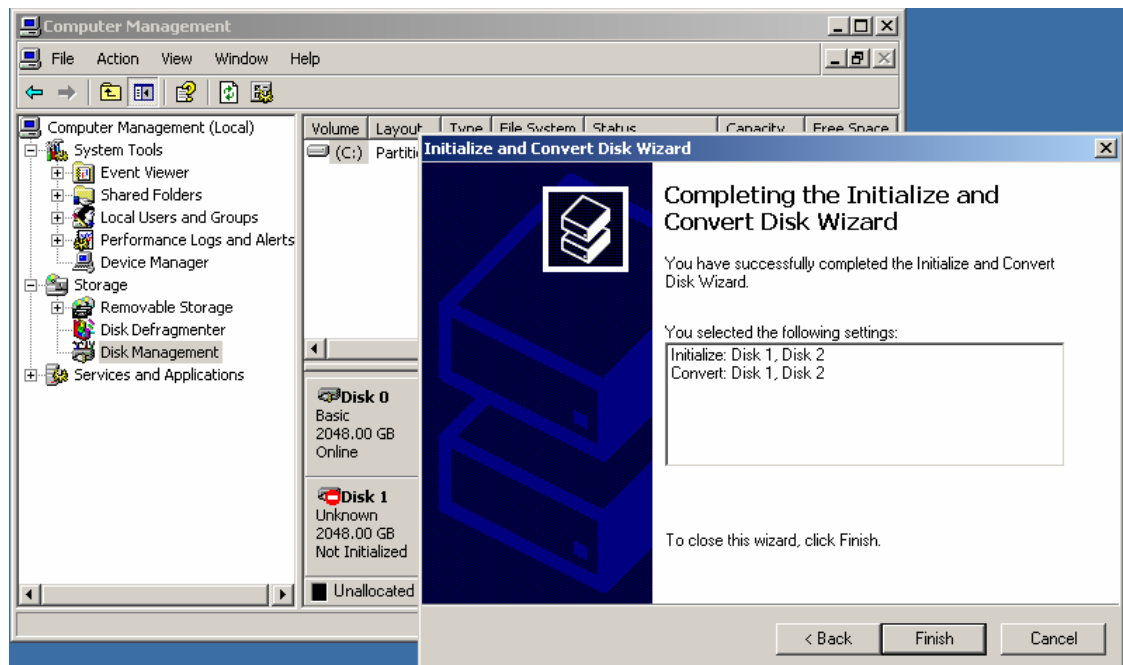 Computer Management
File Action View Window Help
Computer Management (Local)
System Tools
Event Viewer
Shared Folders
Local Users and Groups
Performance Logs and Alerts
Device Manager
Storage
Removable Storage
Disk Defragmenter
Disk Management
Services and Applications
Volume Layout Type File System Status Capacity Free Space
(C:) Partiti
Disk 0
Basic
2048.00 GB
Online
Disk 1
Unknown
2048.00 GB
Not Initialized
Unallocated
Initialize and Convert Disk Wizard
Completing the Initialize and
Convert Disk Wizard
You have successfully completed the Initialize and Convert
Disk Wizard.
You selected the following settings:
Initialize: Disk 1, Disk 2
Convert: Disk 1, Disk 2
To close this wizard, click Finish.
< Back Finish Cancel